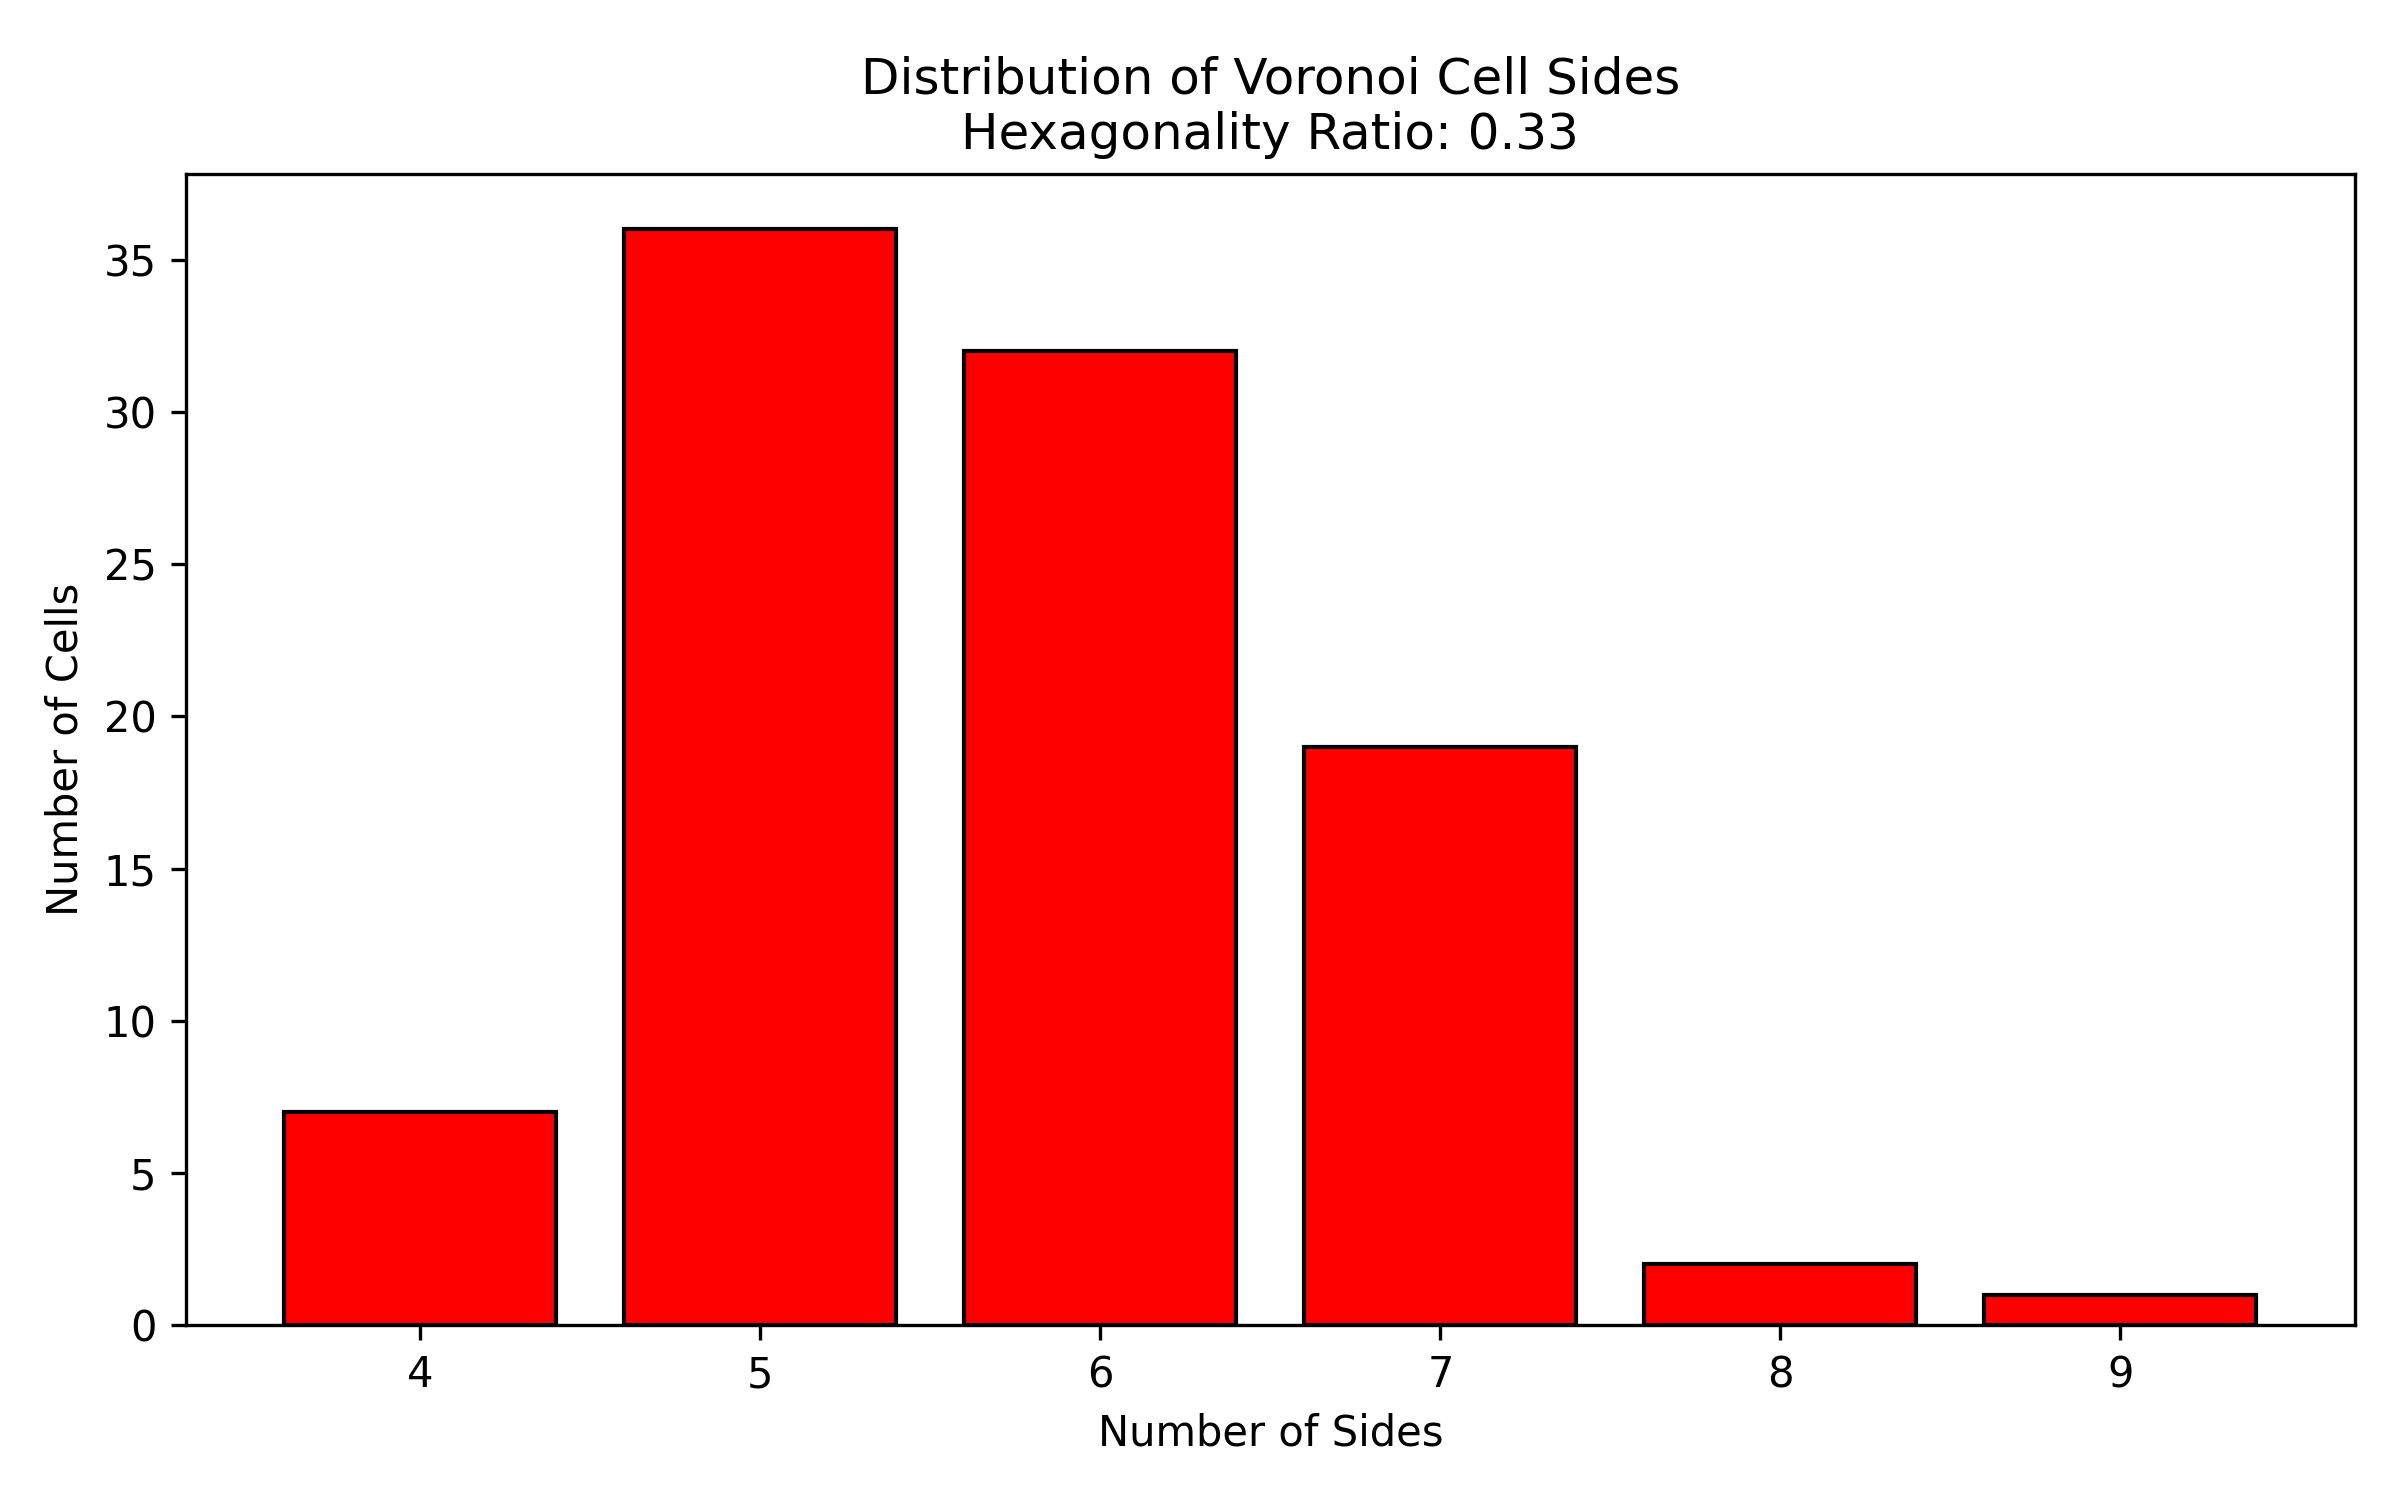 Distribution of Voronoi Cell Sides
Hexagonality Ratio: 0.33
Number of Cells
35
30
25
20
15
10
5
0
4 5 6 7 8 9
Number of Sides